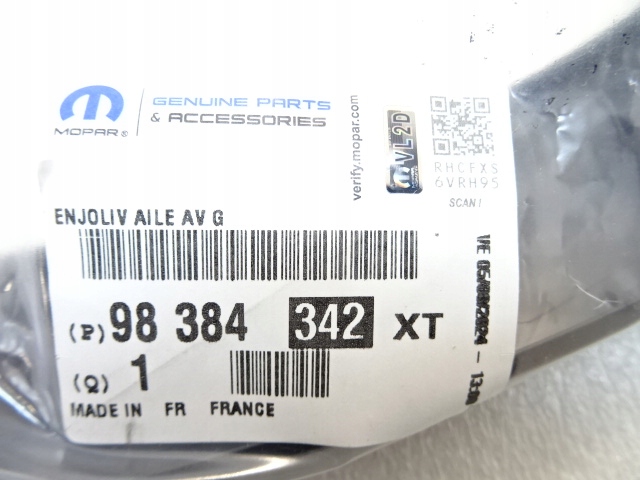 MOPAR®
GENUINE PARTS
& ACCESSORIES
verify.mopar.com
VL2D
RHCFXS
6VRH95
SCAN!
ENJOLIV AILE AV G
(P) 98 384 342 XT
(Q) 1
MADE IN FR FRANCE
VE